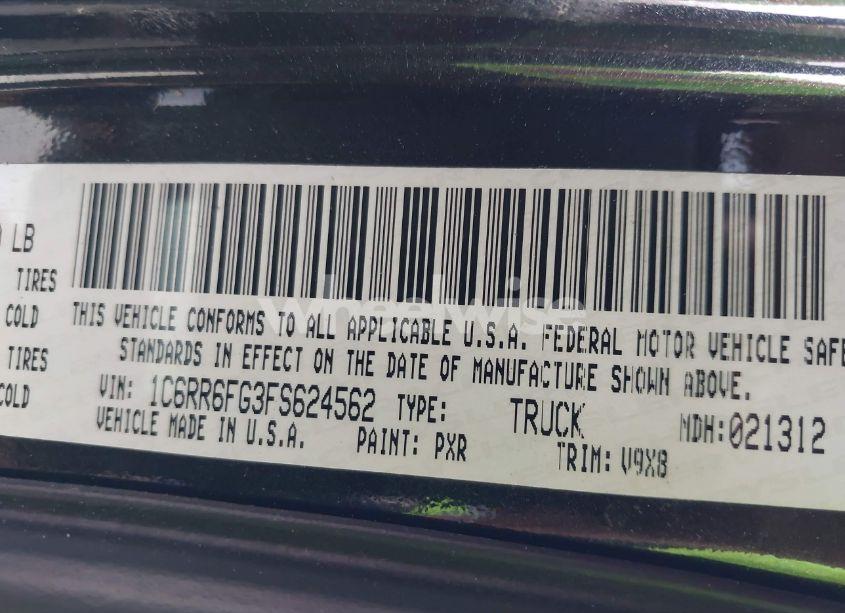 LB
TIRES
COLD
TIRES
COLD
wheelwise
THIS VEHICLE CONFORMS TO ALL APPLICABLE U.S.A. FEDERAL MOTOR VEHICLE SAFE
STANDARDS IN EFFECT ON THE DATE OF MANUFACTURE SHOWN ABOVE.
VIN: 1C6RR6FG3FS624562 TYPE: TRUCK MDH:021312
VEHICLE MADE IN U.S.A. PAINT: PXR TRIM: V9X8